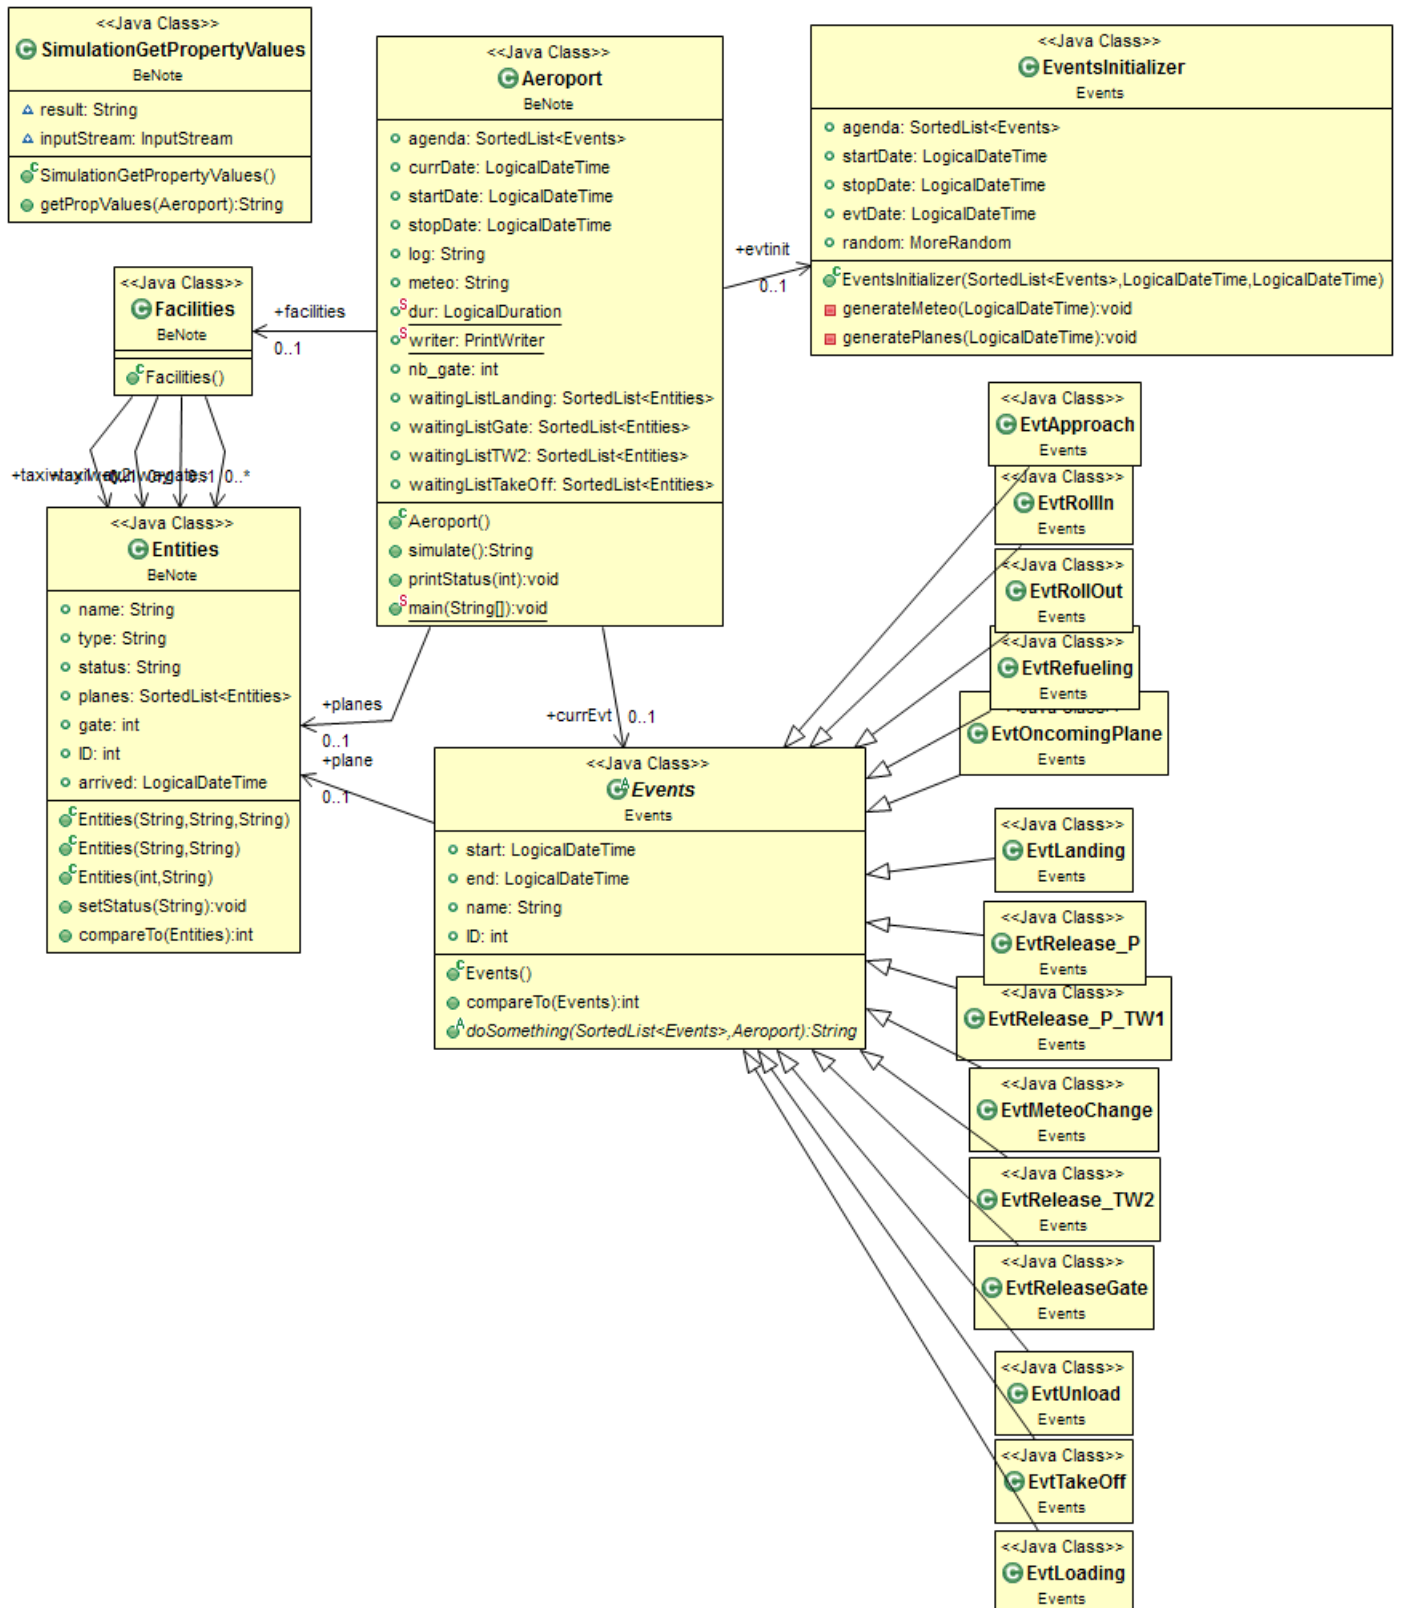 <<Java Class>>
SimulationGetPropertyValues
BeNote
result: String
inputStream: InputStream
SimulationGetPropertyValues()
getPropValues(Aeroport):String
<<Java Class>>
Aeroport
BeNote
agenda: SortedList<Events>
currDate: LogicalDateTime
startDate: LogicalDateTime
stopDate: LogicalDateTime
log: String
meteo: String
dur: LogicalDuration
writer: PrintWriter
nb_gate: int
waitingListLanding: SortedList<Entities>
waitingListGate: SortedList<Entities>
waitingListTW2: SortedList<Entities>
waitingListTakeOff: SortedList<Entities>
Aeroport()
simulate():String
printStatus(int):void
main(String[]):void
<<Java Class>>
EventsInitializer
Events
agenda: SortedList<Events>
startDate: LogicalDateTime
stopDate: LogicalDateTime
evtDate: LogicalDateTime
random: MoreRandom
EventsInitializer(SortedList<Events>,LogicalDateTime,LogicalDateTime)
generateMeteo(LogicalDateTime):void
generatePlanes(LogicalDateTime):void
+evtinit
0..1
<<Java Class>>
Facilities
BeNote
Facilities()
+facilities
0..1
0..*
<<Java Class>>
Entities
BeNote
name: String
type: String
status: String
planes: SortedList<Entities>
gate: int
ID: int
arrived: LogicalDateTime
Entities(String,String,String)
Entities(String,String)
Entities(int,String)
setStatus(String):void
compareTo(Entities):int
+planes
0..1
+plane
0..1
+currEvt
0..1
<<Java Class>>
Events
Events
start: LogicalDateTime
end: LogicalDateTime
name: String
ID: int
Events()
compareTo(Events):int
doSomething(SortedList<Events>,Aeroport):String
<<Java Class>>
EvtApproach
Events
<<Java Class>>
EvtRollIn
Events
<<Java Class>>
EvtRollOut
Events
<<Java Class>>
EvtRefueling
Events
EvtOncomingPlane
Events
<<Java Class>>
EvtLanding
Events
<<Java Class>>
EvtRelease_P
Events
<<Java Class>>
EvtRelease_P_TW1
Events
<<Java Class>>
EvtMeteoChange
Events
<<Java Class>>
EvtRelease_TW2
Events
<<Java Class>>
EvtReleaseGate
Events
<<Java Class>>
EvtUnload
Events
<<Java Class>>
EvtTakeOff
Events
<<Java Class>>
EvtLoading
Events